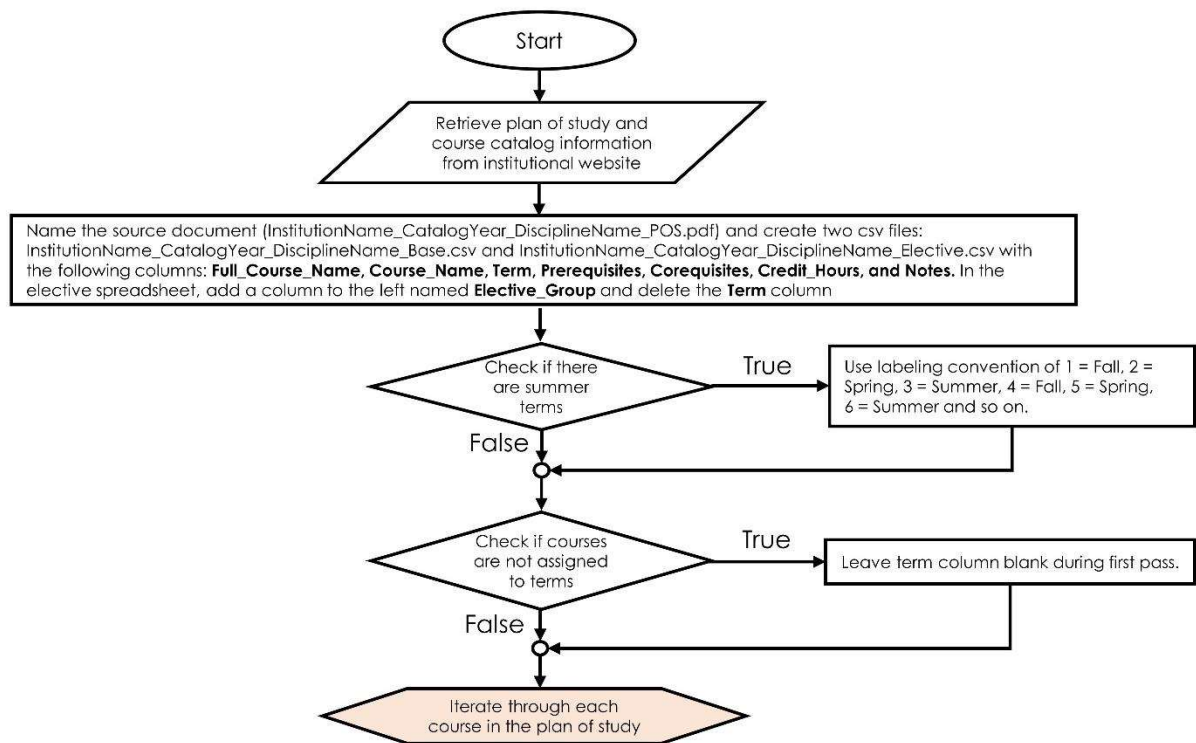 Start
Retrieve plan of study and
course catalog information
from institutional website
Name the source document (InstitutionName_CatalogYear_DisciplineName_POS.pdf) and create two csv files:
InstitutionName_CatalogYear_DisciplineName_Base.csv and InstitutionName_CatalogYear_DisciplineName_Elective.csv with
the following columns: Full_Course_Name, Course_Name, Term, Prerequisites, Corequisites, Credit_Hours, and Notes. In the
elective spreadsheet, add a column to the left named Elective_Group and delete the Term column
Check if there
are summer
terms
True
Use labeling convention of 1 = Fall, 2 =
Spring, 3 = Summer, 4 = Fall, 5 = Spring,
6 = Summer and so on.
False
Check if courses
are not assigned
to terms
True
Leave term column blank during first pass.
False
Iterate through each
course in the plan of study